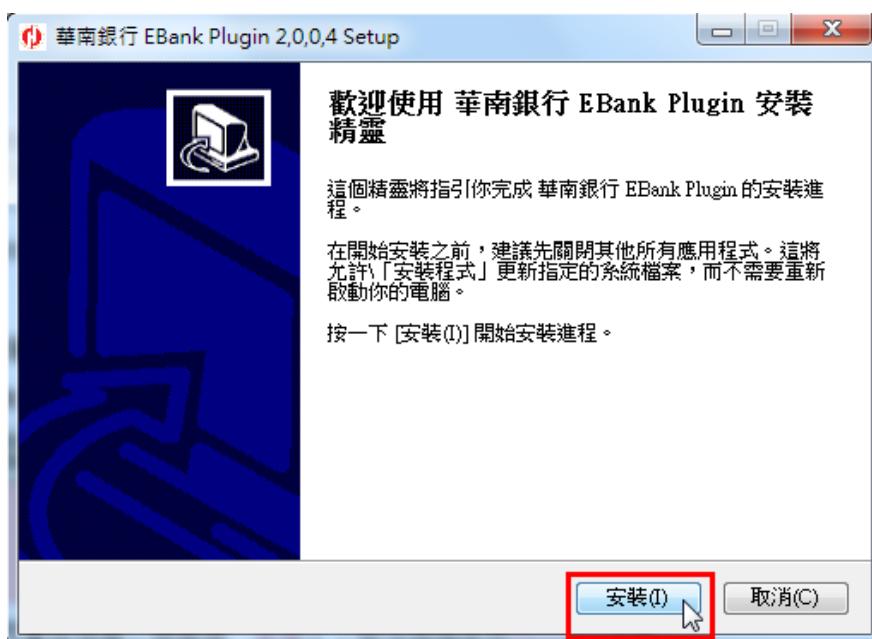 華南銀行 EBank Plugin 2,0,0,4 Setup
歡迎使用 華南銀行 EBank Plugin 安裝
精靈
這個精靈將指引你完成 華南銀行 EBank Plugin 的安裝進
程。
在開始安裝之前，建議先關閉其他所有應用程式。這將
允許\「安裝程式」更新指定的系統檔案，而不需要重新
啟動你的電腦。
按一下 [安裝(I)] 開始安裝進程。
安裝(I)
取消(C)